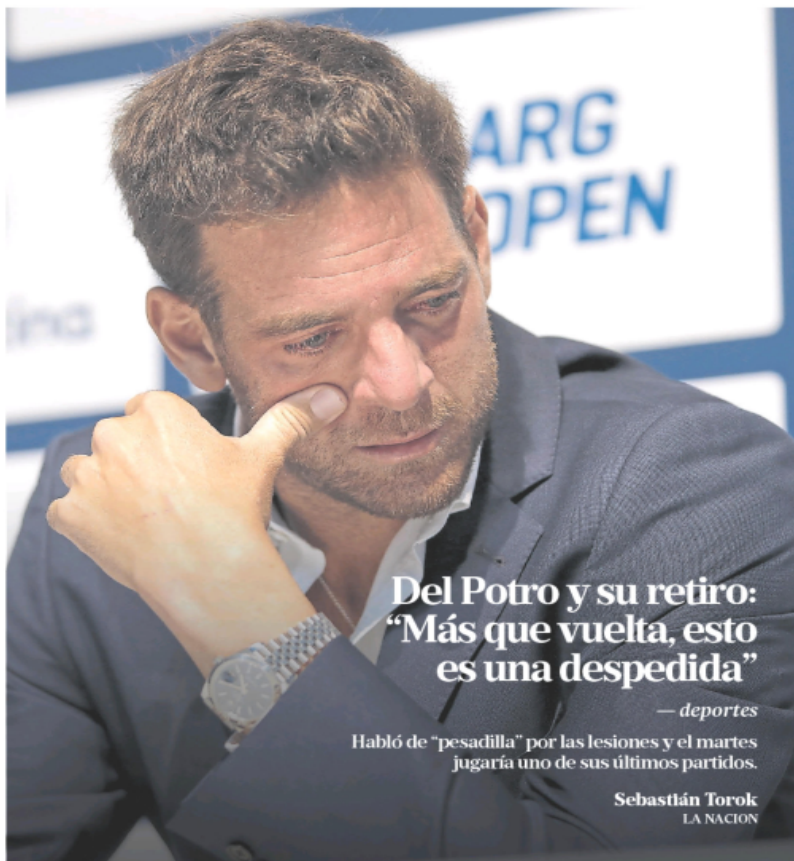 ARG
OPEN
ina
Del Potro y su retiro:
“Más que vuelta, esto
es una despedida”
— deportes
Habló de “pesadilla” por las lesiones y el martes
jugaría uno de sus últimos partidos.
Sebastián Torok
LA NACION